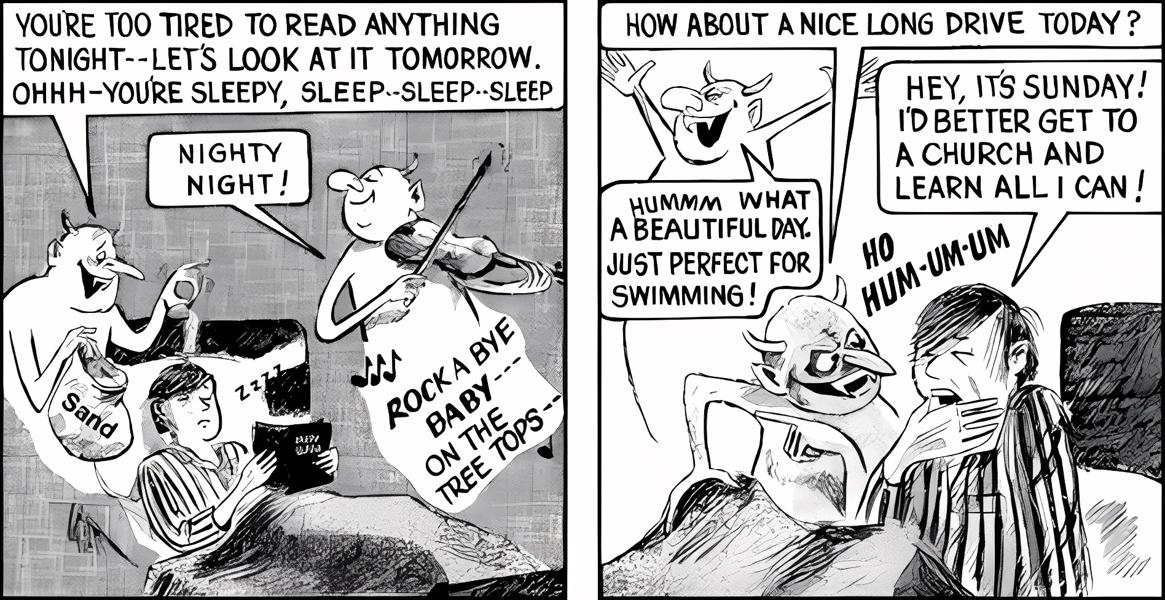 YOU'RE TOO TIRED TO READ ANYTHING
TONIGHT--LET'S LOOK AT IT TOMORROW.
OHHH-YOU'RE SLEEPY, SLEEP--SLEEP--SLEEP
NIGHTY
NIGHT!
Sand
ZZZZ
ROCK A BYE
BABY----
ON THE
TREE TOPS--
HOW ABOUT A NICE LONG DRIVE TODAY?
HUMMM WHAT
A BEAUTIFUL DAY.
JUST PERFECT FOR
SWIMMING!
HEY, IT'S SUNDAY!
I'D BETTER GET TO
A CHURCH AND
LEARN ALL I CAN!
HO
HUM-UM-UM